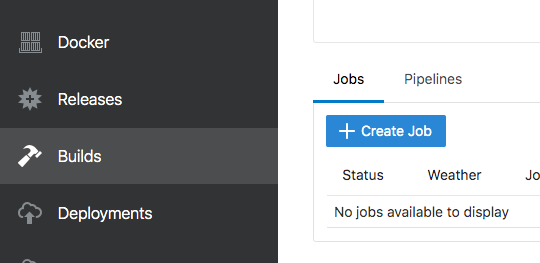 Docker
Releases
Builds
Deployments
Jobs Pipelines
Create Job
Status Weather Jo
No jobs available to display